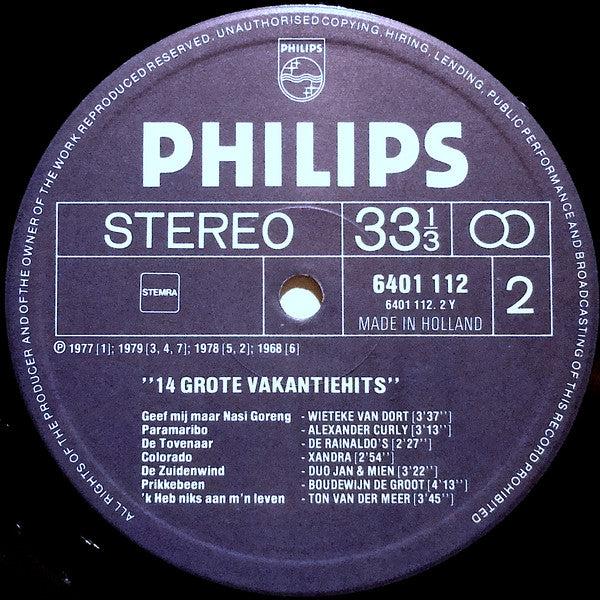 ALL RIGHTS OF THE PRODUCER AND OF THE OWNER OF THE WORK REPRODUCED RESERVED. UNAUTHORISED COPYING, HIRING, LENDING, PUBLIC PERFORMANCE AND BROADCASTING OF THIS RECORD PROHIBITED
PHILIPS
PHILIPS
STEREO 33 1/3
STEMRA
6401 112
6401 112. 2 Y
MADE IN HOLLAND
2
℗ 1977 [1]; 1979 [3, 4, 7]; 1978 [5, 2]; 1968 [6]
"14 GROTE VAKANTIEHITS"
Geef mij maar Nasi Goreng - WIETEKE VAN DORT [3'37"]
Paramaribo - ALEXANDER CURLY [3'13"]
De Tovenaar - DE RAINALDO'S [2'27"]
Colorado - XANDRA [2'54"]
De Zuidenwind - DUO JAN & MIEN [3'22"]
Prikkebeen - BOUDEWIJN DE GROOT [4'13"]
'k Heb niks aan m'n leven - TON VAN DER MEER [3'45"]